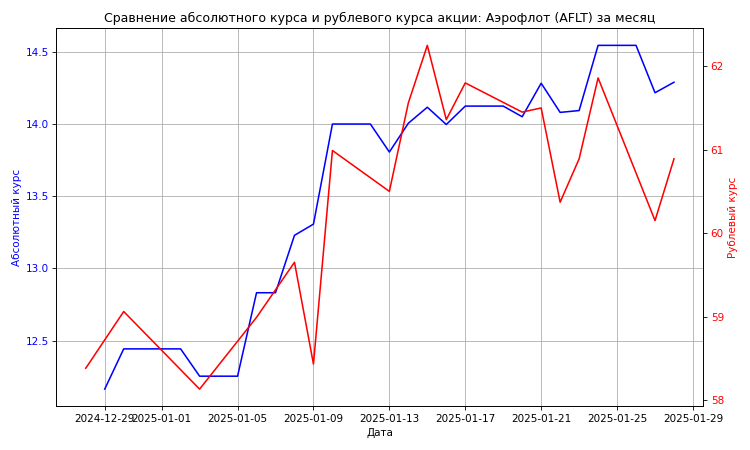 Сравнение абсолютного курса и рублевого курса акции: Аэрофлот (AFLT) за месяц
14.5
14.0
13.5
13.0
12.5
Абсолютный курс
62
61
60
59
58
Рублевый курс
2024-12-29 2025-01-01 2025-01-05 2025-01-09 2025-01-13 2025-01-17 2025-01-21 2025-01-25 2025-01-29
Дата